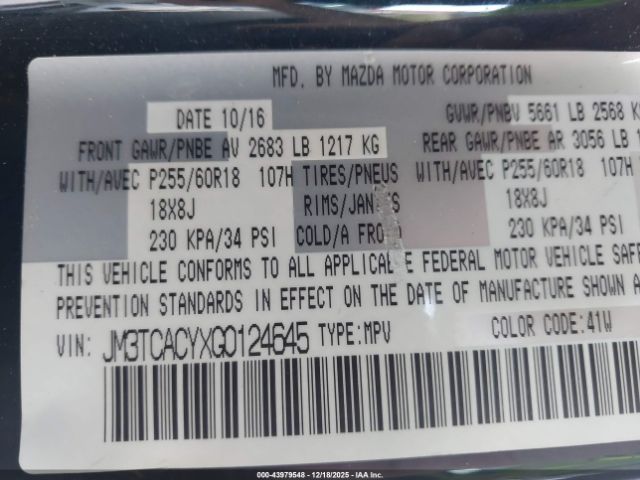 MFD. BY MAZDA MOTOR CORPORATION
DATE 10/16 GVWR/PNBV 5661 LB 2568 K
FRONT GAWR/PNBE AV 2683 LB 1217 KG REAR GAWR/PNBE AR 3056 LB
WITH/AVEC P255/60R18 107H TIRES/PNEUS WITH/AVEC P255/60R18 107H
18X8J RIMS/JANTES 18X8J
230 KPA/34 PSI COLD/A FROID 230 KPA/34 PSI
THIS VEHICLE CONFORMS TO ALL APPLICABLE FEDERAL MOTOR VEHICLE SAFE
PREVENTION STANDARDS IN EFFECT ON THE DATE OF MANUFACTURE SHOWN A
VIN: JM3TCACYXG0124645 TYPE:MPV COLOR CODE:41W
000-43979548 - 12/18/2025 - IAA Inc.